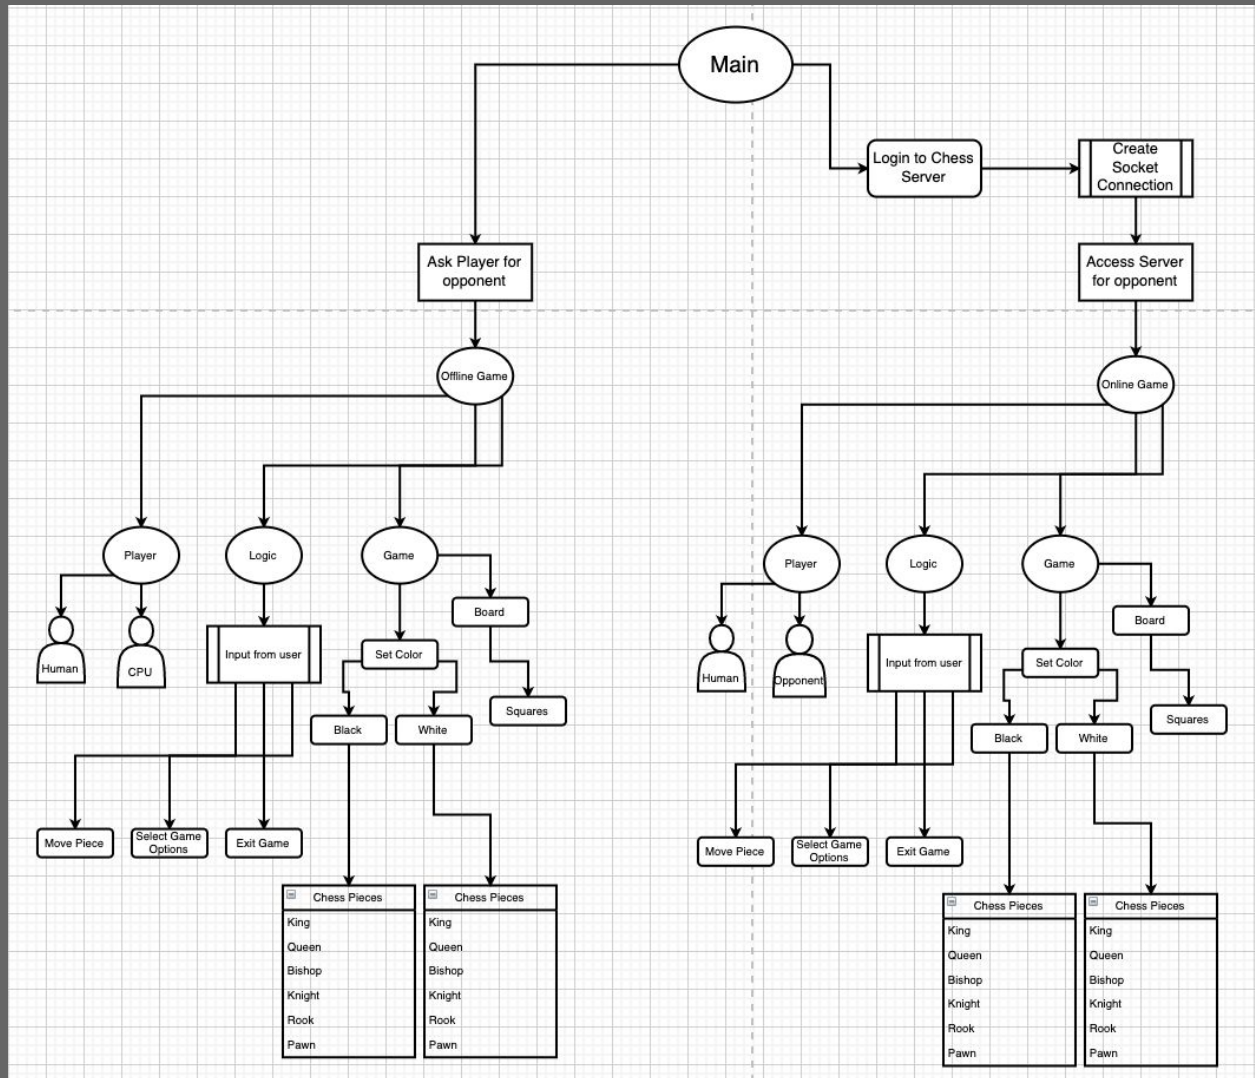 Main
Login to Chess
Server
Create
Socket
Connection
Ask Player for
opponent
Access Server
for opponent
Offline Game
Online Game
Player
Logic
Game
Board
Human
CPU
Input from user
Set Color
Squares
Black
White
Move Piece
Select Game
Options
Exit Game
Chess Pieces
King
Queen
Bishop
Knight
Rook
Pawn
Chess Pieces
King
Queen
Bishop
Knight
Rook
Pawn
Player
Logic
Game
Board
Human
Opponent
Input from user
Set Color
Squares
Black
White
Move Piece
Select Game
Options
Exit Game
Chess Pieces
King
Queen
Bishop
Knight
Rook
Pawn
Chess Pieces
King
Queen
Bishop
Knight
Rook
Pawn